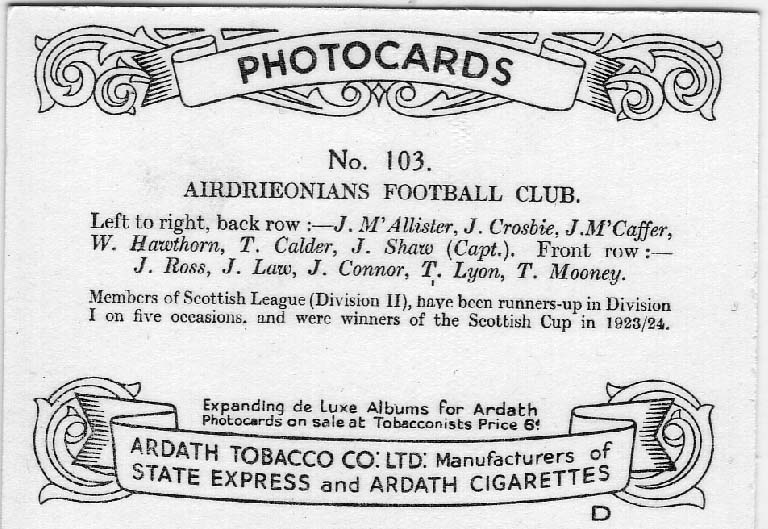 PHOTOCARDS
No. 103.
AIRDRIEONIANS FOOTBALL CLUB.
Left to right, back row :—J. M'Allister, J. Crosbie, J.M'Caffer,
W. Hawthorn, T. Calder, J. Shaw (Capt.). Front row :—
J. Ross, J. Law, J. Connor, T. Lyon, T. Mooney.
Members of Scottish League (Division II), have been runners-up in Division
I on five occasions. and were winners of the Scottish Cup in 1923/24.
Expanding de Luxe Albums for Ardath
Photocards on sale at Tobacconists Price 6d
ARDATH TOBACCO CO: LTD: Manufacturers of
STATE EXPRESS and ARDATH CIGARETTES
D